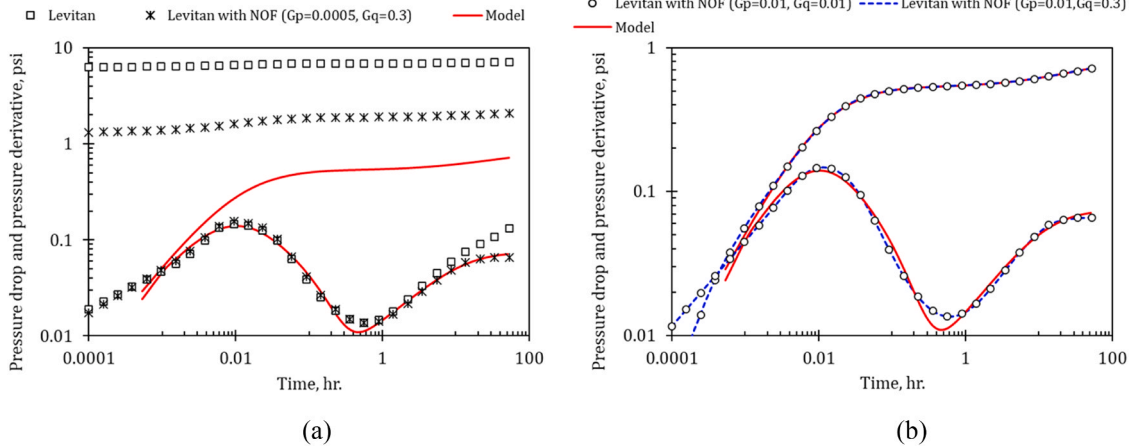 Levitan Levitan with NOF (Gp=0.0005, Gq=0.3) Model
Pressure drop and pressure derivative, psi
10
1
0.1
0.01
0.0001 0.01 1 100
Time, hr.
(a)
Levitan with NOF (Gp=0.01, Gq=0.01) Levitan with NOF (Gp=0.01,Gq=0.3)
Model
Pressure drop and pressure derivative, psi
1
0.1
0.01
0.0001 0.01 1 100
Time, hr.
(b)